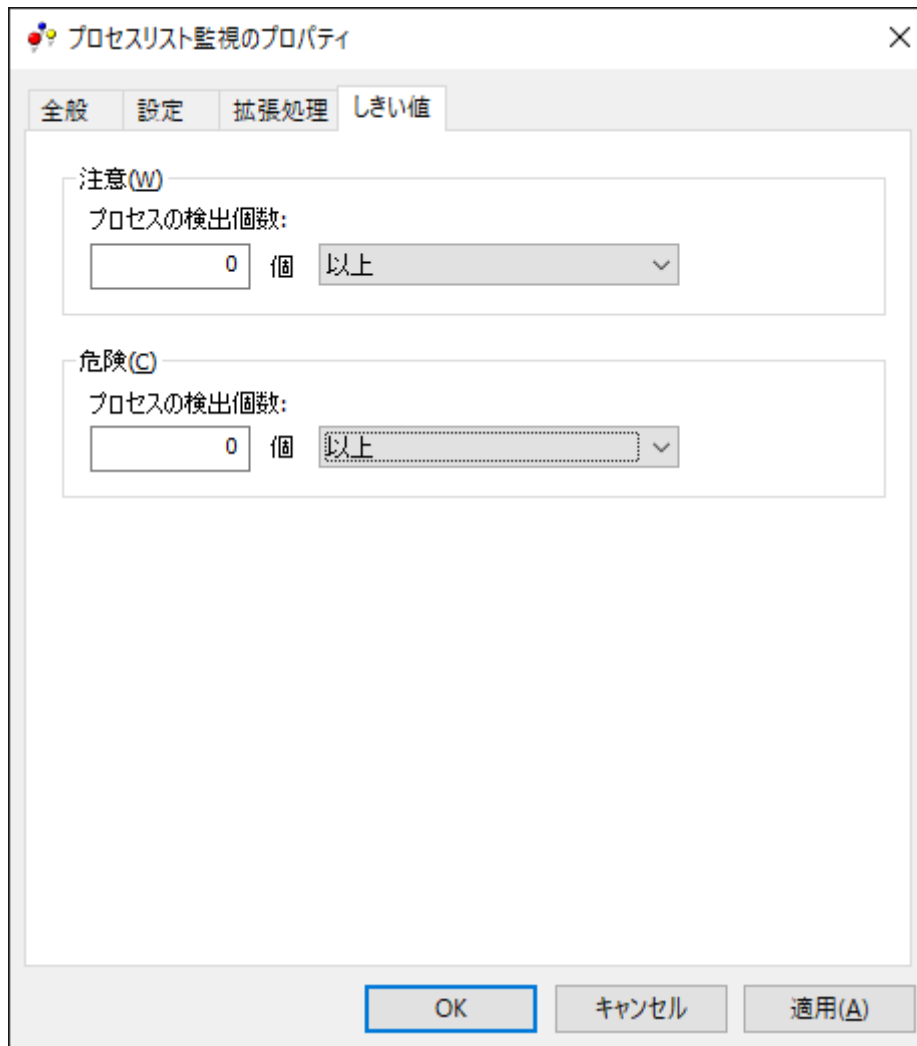 プロセスリスト監視のプロパティ
全般 設定 拡張処理 しきい値
注意(W)
プロセスの検出個数:
0 個 以上
危険(C)
プロセスの検出個数:
0 個 以上
OK キャンセル 適用(A)